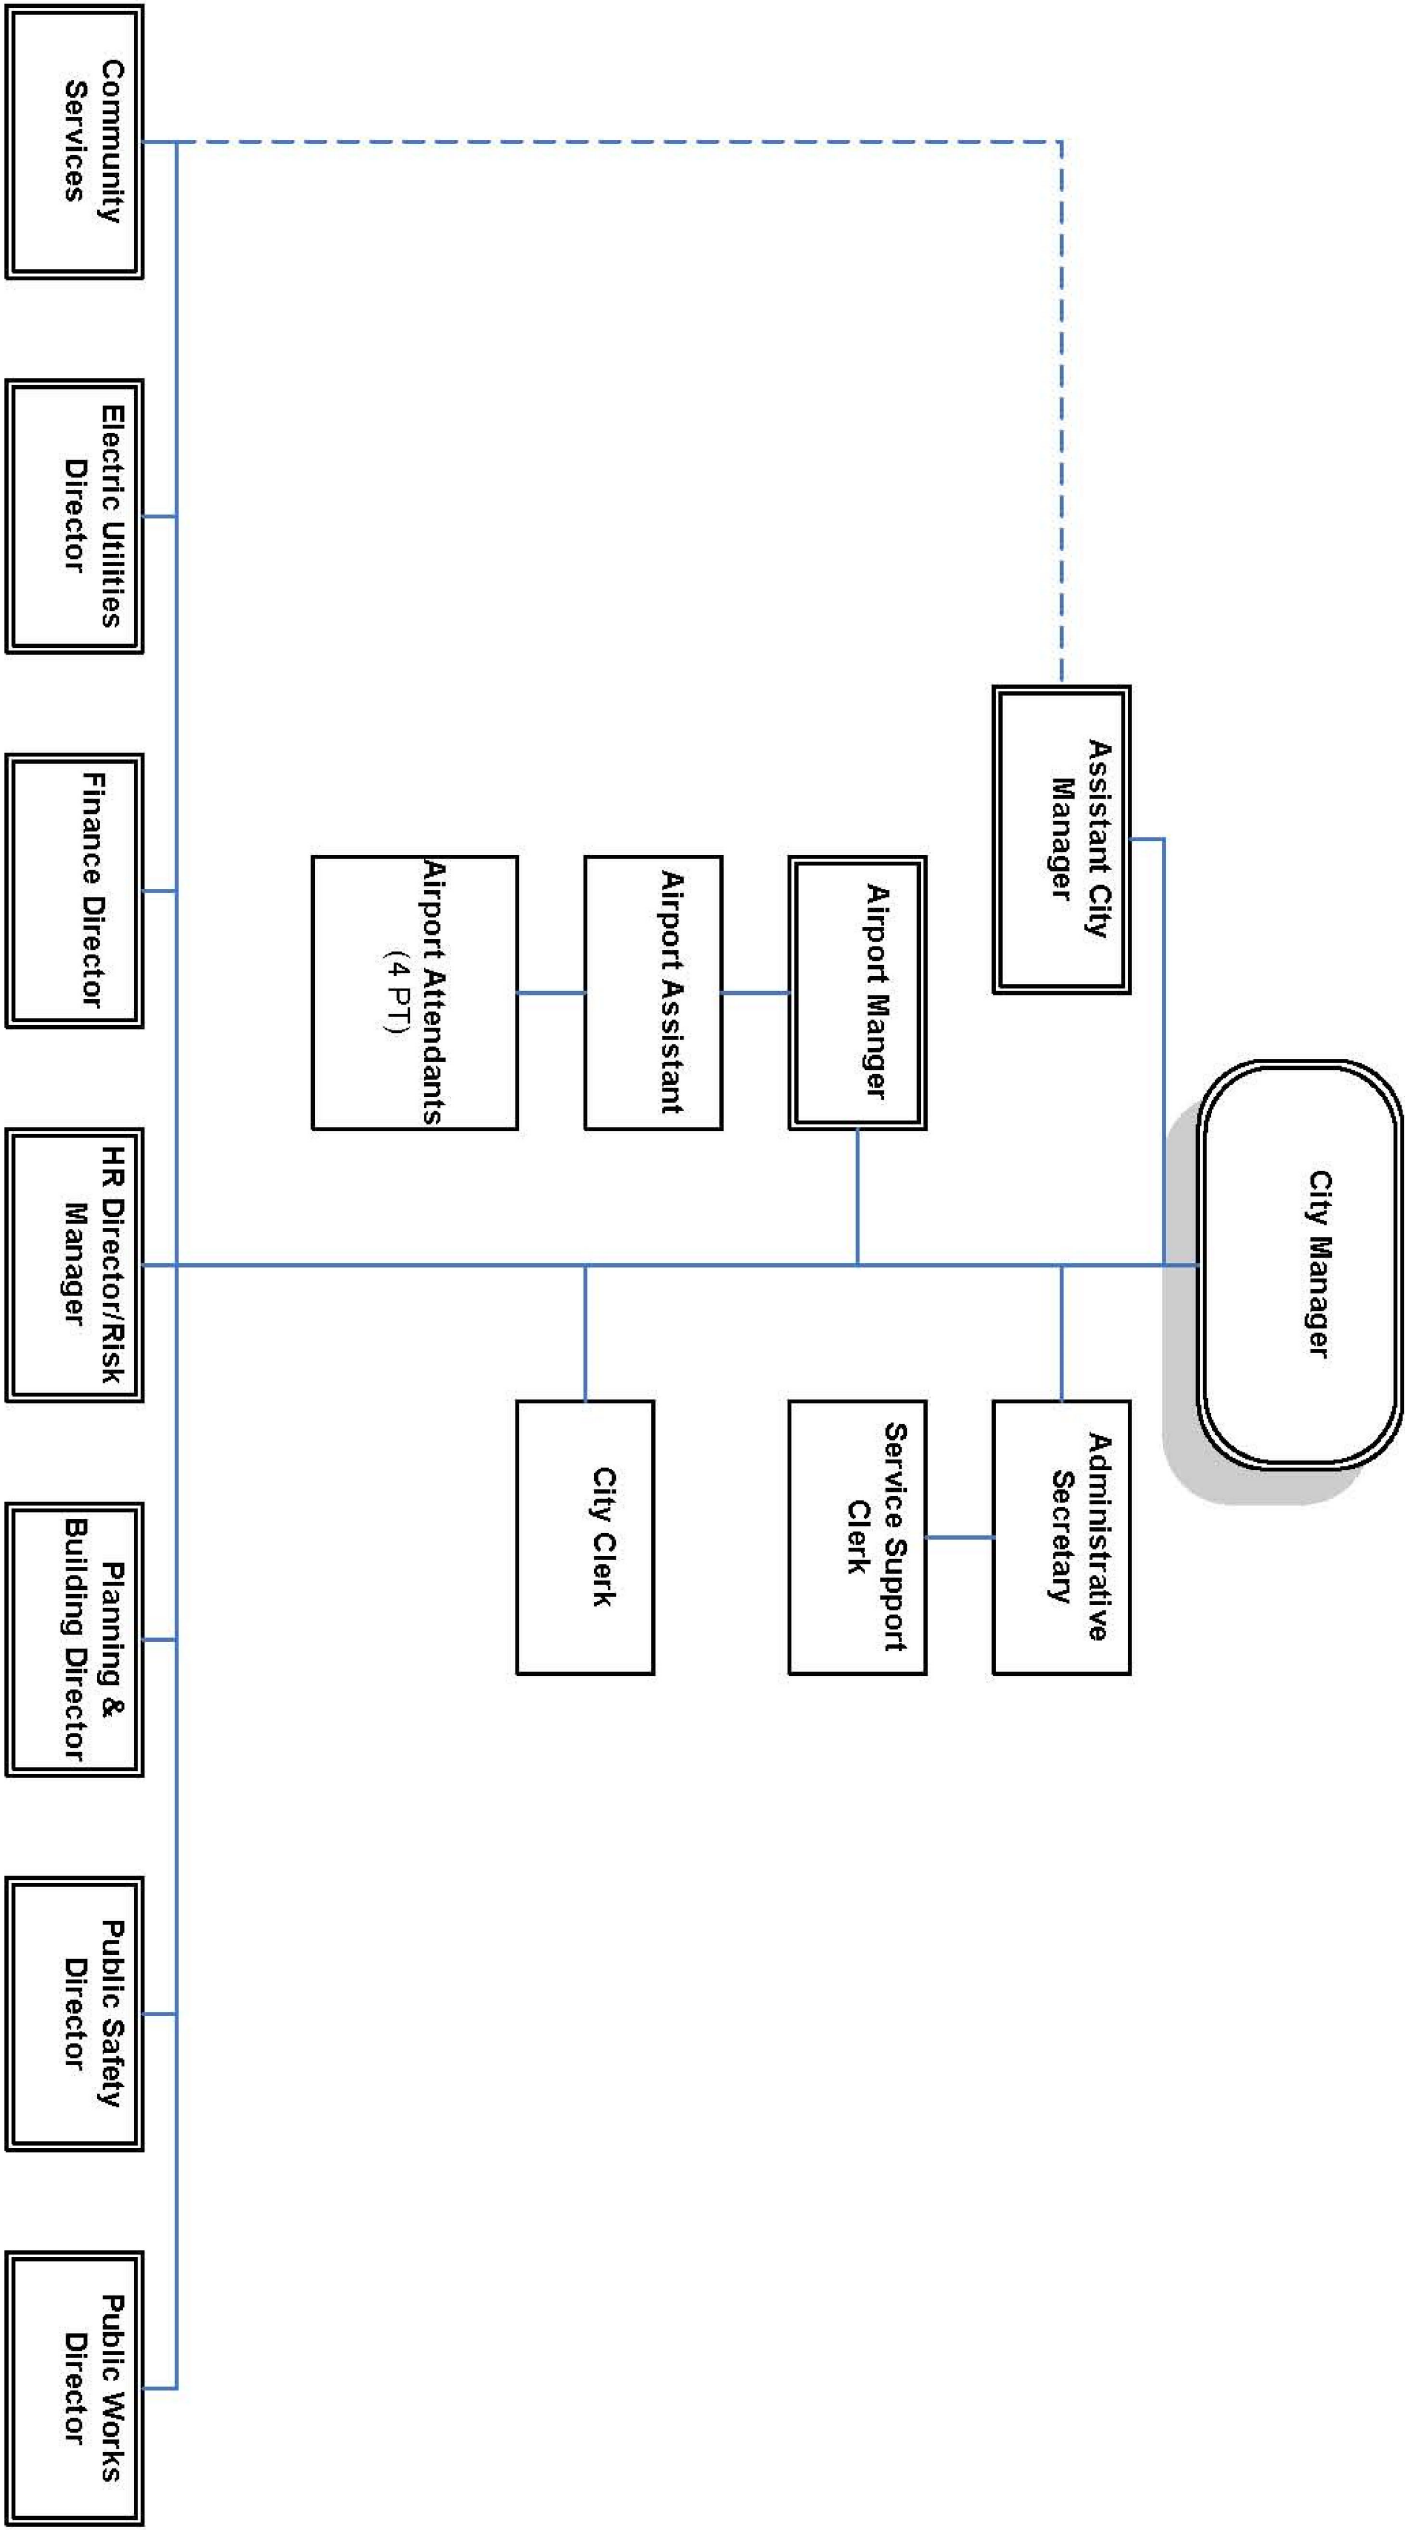 City Manager
Assistant City
Manager
Administrative
Secretary
Airport Manger
Service Support
Clerk
Airport Assistant
City Clerk
Airport Attendants
(4 PT)
Community
Services
Electric Utilities
Director
Finance Director
HR Director/Risk
Manager
Planning &
Building Director
Public Safety
Director
Public Works
Director